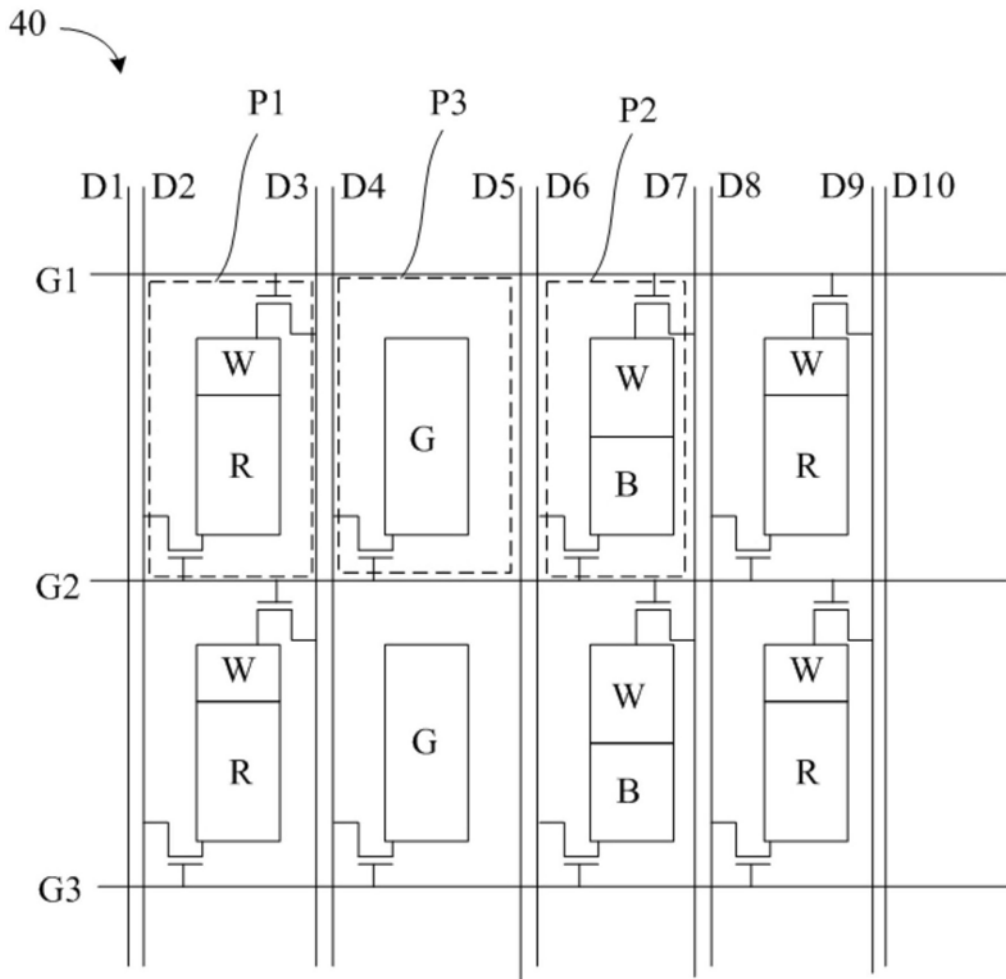 40
P1 P3 P2
D1 D2 D3 D4 D5 D6 D7 D8 D9 D10
G1
W W W
G
R B R
G2
W W W
G
R B R
G3